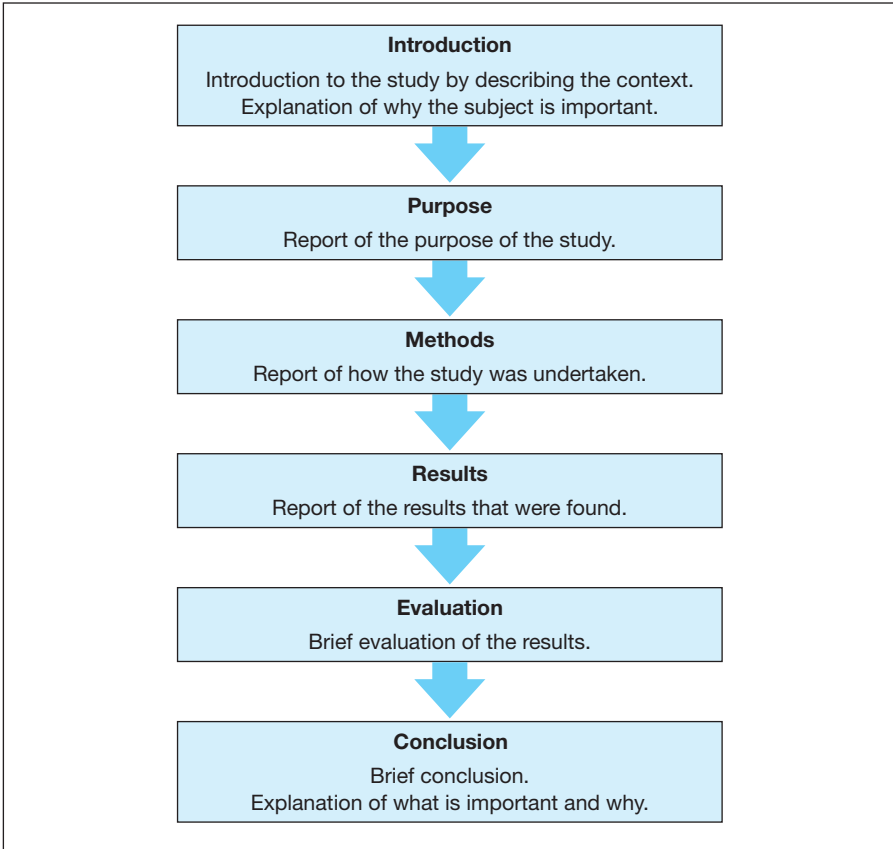 Introduction
Introduction to the study by describing the context.
Explanation of why the subject is important.
Purpose
Report of the purpose of the study.
Methods
Report of how the study was undertaken.
Results
Report of the results that were found.
Evaluation
Brief evaluation of the results.
Conclusion
Brief conclusion.
Explanation of what is important and why.